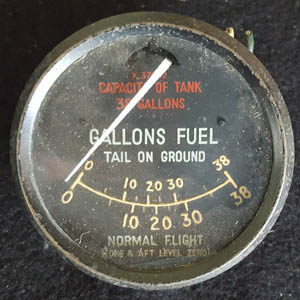 CAPACITY OF TANK
38 GALLONS
GALLONS FUEL
TAIL ON GROUND
0 10 20 30 38
0 10 20 30 38
NORMAL FLIGHT
& AFT LEVEL ZERO